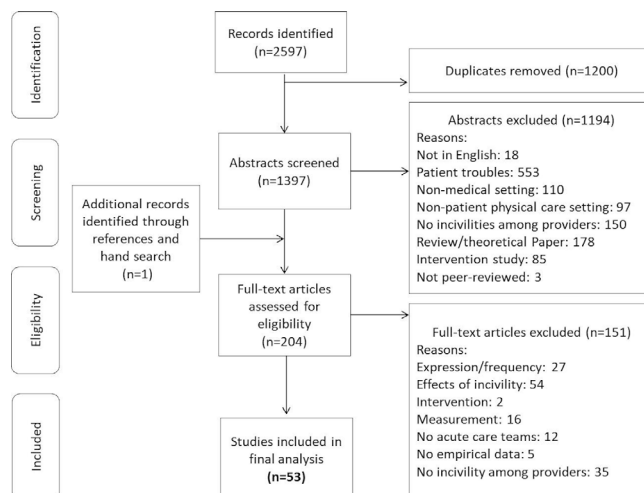 Identification
Records identified
(n=2597)
Duplicates removed (n=1200)
Screening
Abstracts screened
(n=1397)
Abstracts excluded (n=1194)
Reasons:
Not in English: 18
Patient troubles: 553
Non-medical setting: 110
Non-patient physical care setting: 97
No incivilities among providers: 150
Review/theoretical Paper: 178
Intervention study: 85
Not peer-reviewed: 3
Additional records
identified through
references and
hand search
(n=1)
Eligibility
Full-text articles
assessed for
eligibility
(n=204)
Full-text articles excluded (n=151)
Reasons:
Expression/frequency: 27
Effects of incivility: 54
Intervention: 2
Measurement: 16
No acute care teams: 12
No empirical data: 5
No incivility among providers: 35
Included
Studies included in
final analysis
(n=53)